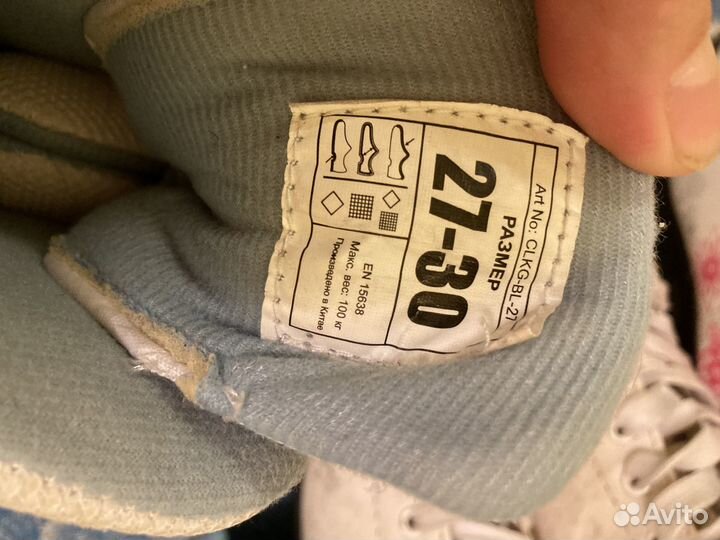 Art No: CLKG-BL-27
РАЗМЕР
27-30
EN 15638
Макс. вес: 100 кг
Произведено в Китае
Avito